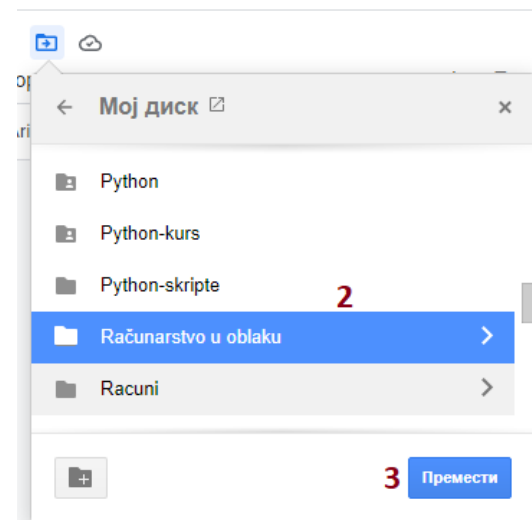 Мој диск
Python
Python-kurs
Python-skripte
2
Računarstvo u oblaku
Racuni
3 Премести